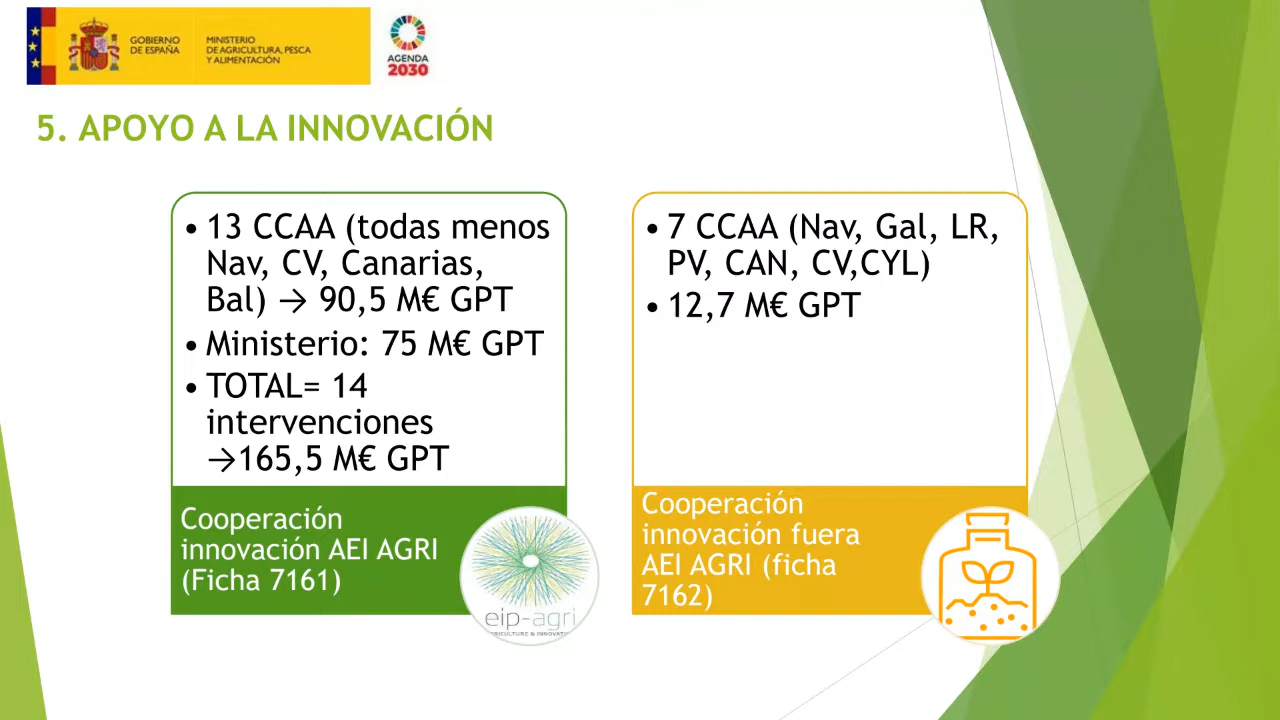 GOBIERNO
DE ESPAÑA
MINISTERIO
DE AGRICULTURA, PESCA
Y ALIMENTACIÓN
AGENDA
2030
5. APOYO A LA INNOVACIÓN
• 13 CCAA (todas menos
Nav, CV, Canarias,
Bal) → 90,5 M€ GPT
• Ministerio: 75 M€ GPT
• TOTAL= 14
intervenciones
→165,5 M€ GPT
Cooperación
innovación AEI AGRI
(Ficha 7161)
eip-agri
• 7 CCAA (Nav, Gal, LR,
PV, CAN, CV,CYL)
• 12,7 M€ GPT
Cooperación
innovación fuera
AEI AGRI (ficha
7162)